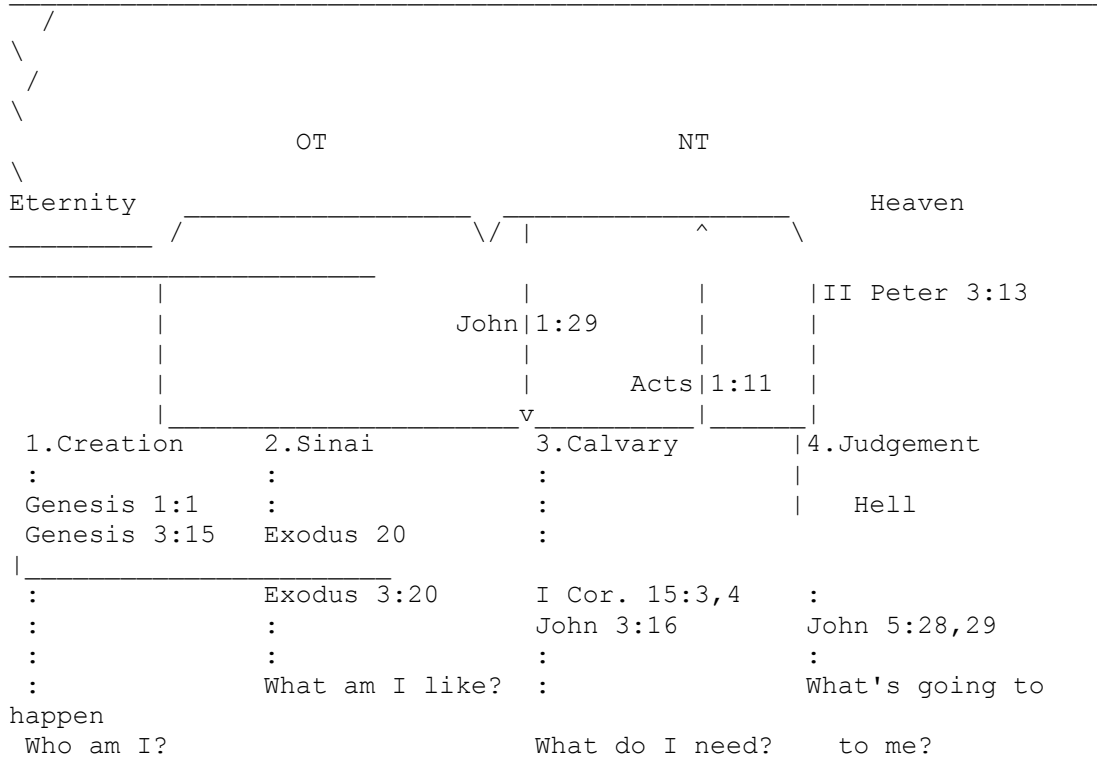 OT NT
Eternity Heaven
II Peter 3:13
John 1:29
Acts 1:11
1.Creation 2.Sinai 3.Calvary 4.Judgement
: : :
Genesis 1:1 : : Hell
Genesis 3:15 Exodus 20 :
: Exodus 3:20 I Cor. 15:3,4 :
: : John 3:16 John 5:28,29
: : : :
: What am I like? : What's going to
happen
Who am I? What do I need? to me?